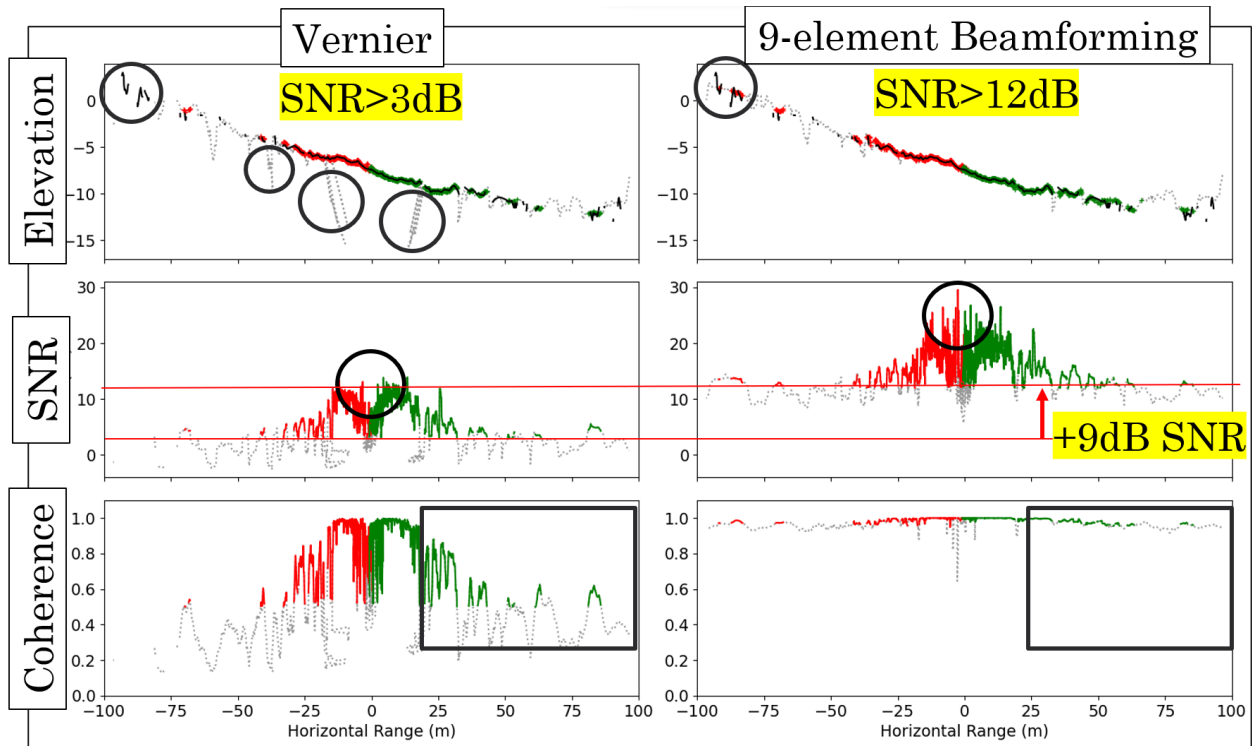 Vernier
9-element Beamforming
Elevation
SNR>3dB
SNR>12dB
0
−5
−10
−15
0
−5
−10
−15
SNR
30
20
10
0
30
20
10
0
+9dB SNR
Coherence
1.0
0.8
0.6
0.4
0.2
0.0
1.0
0.8
0.6
0.4
0.2
0.0
−100 −75 −50 −25 0 25 50 75 100
−100 −75 −50 −25 0 25 50 75 100
Horizontal Range (m)
Horizontal Range (m)